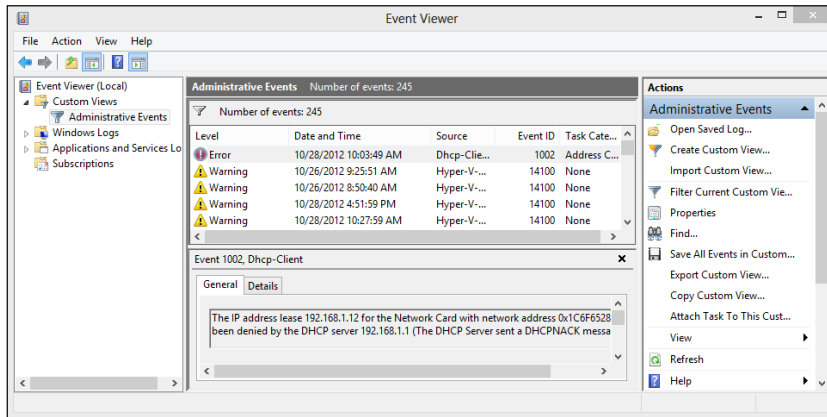 Event Viewer
File Action View Help
Event Viewer (Local)
Custom Views
Administrative Events
Windows Logs
Applications and Services Lo
Subscriptions
Administrative Events Number of events: 245
Number of events: 245
Level Date and Time Source Event ID Task Cate...
Error 10/28/2012 10:03:49 AM Dhcp-Clie... 1002 Address C...
Warning 10/26/2012 9:25:51 AM Hyper-V-... 14100 None
Warning 10/26/2012 8:50:40 AM Hyper-V-... 14100 None
Warning 10/28/2012 4:51:59 PM Hyper-V-... 14100 None
Warning 10/28/2012 10:27:59 AM Hyper-V-... 14100 None
Event 1002, Dhcp-Client
General Details
The IP address lease 192.168.1.12 for the Network Card with network address 0x1C6F6528
been denied by the DHCP server 192.168.1.1 (The DHCP Server sent a DHCPNACK messa
Actions
Administrative Events
Open Saved Log...
Create Custom View...
Import Custom View...
Filter Current Custom Vie...
Properties
Find...
Save All Events in Custom...
Export Custom View...
Copy Custom View...
Attach Task To This Cust...
View
Refresh
Help